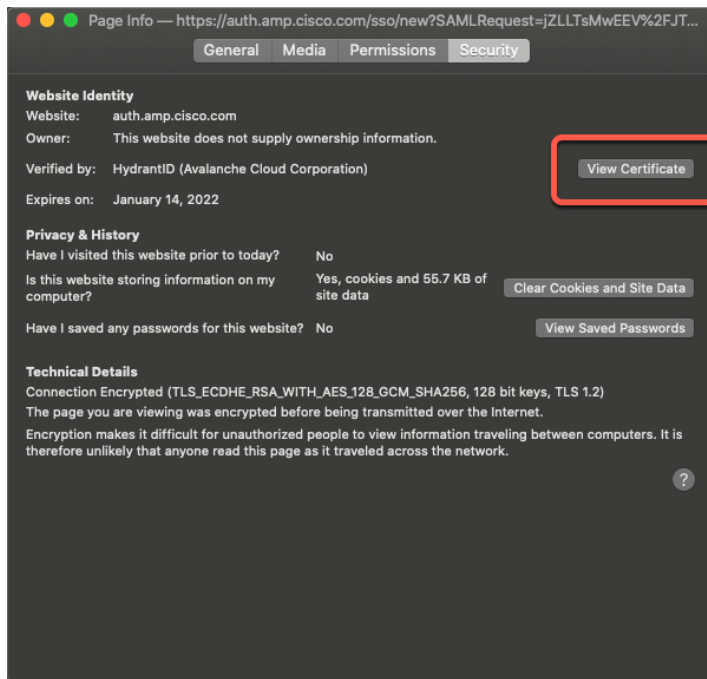 Page Info — https://auth.amp.cisco.com/sso/new?SAMLRequest=jZLLTsMwEEV%2FJT...
General Media Permissions Security
Website Identity
Website: auth.amp.cisco.com
Owner: This website does not supply ownership information.
Verified by: HydrantID (Avalanche Cloud Corporation) View Certificate
Expires on: January 14, 2022
Privacy & History
Have I visited this website prior to today? No
Is this website storing information on my computer? Yes, cookies and 55.7 KB of site data Clear Cookies and Site Data
Have I saved any passwords for this website? No View Saved Passwords
Technical Details
Connection Encrypted (TLS_ECDHE_RSA_WITH_AES_128_GCM_SHA256, 128 bit keys, TLS 1.2)
The page you are viewing was encrypted before being transmitted over the Internet.
Encryption makes it difficult for unauthorized people to view information traveling between computers. It is
therefore unlikely that anyone read this page as it traveled across the network.
?